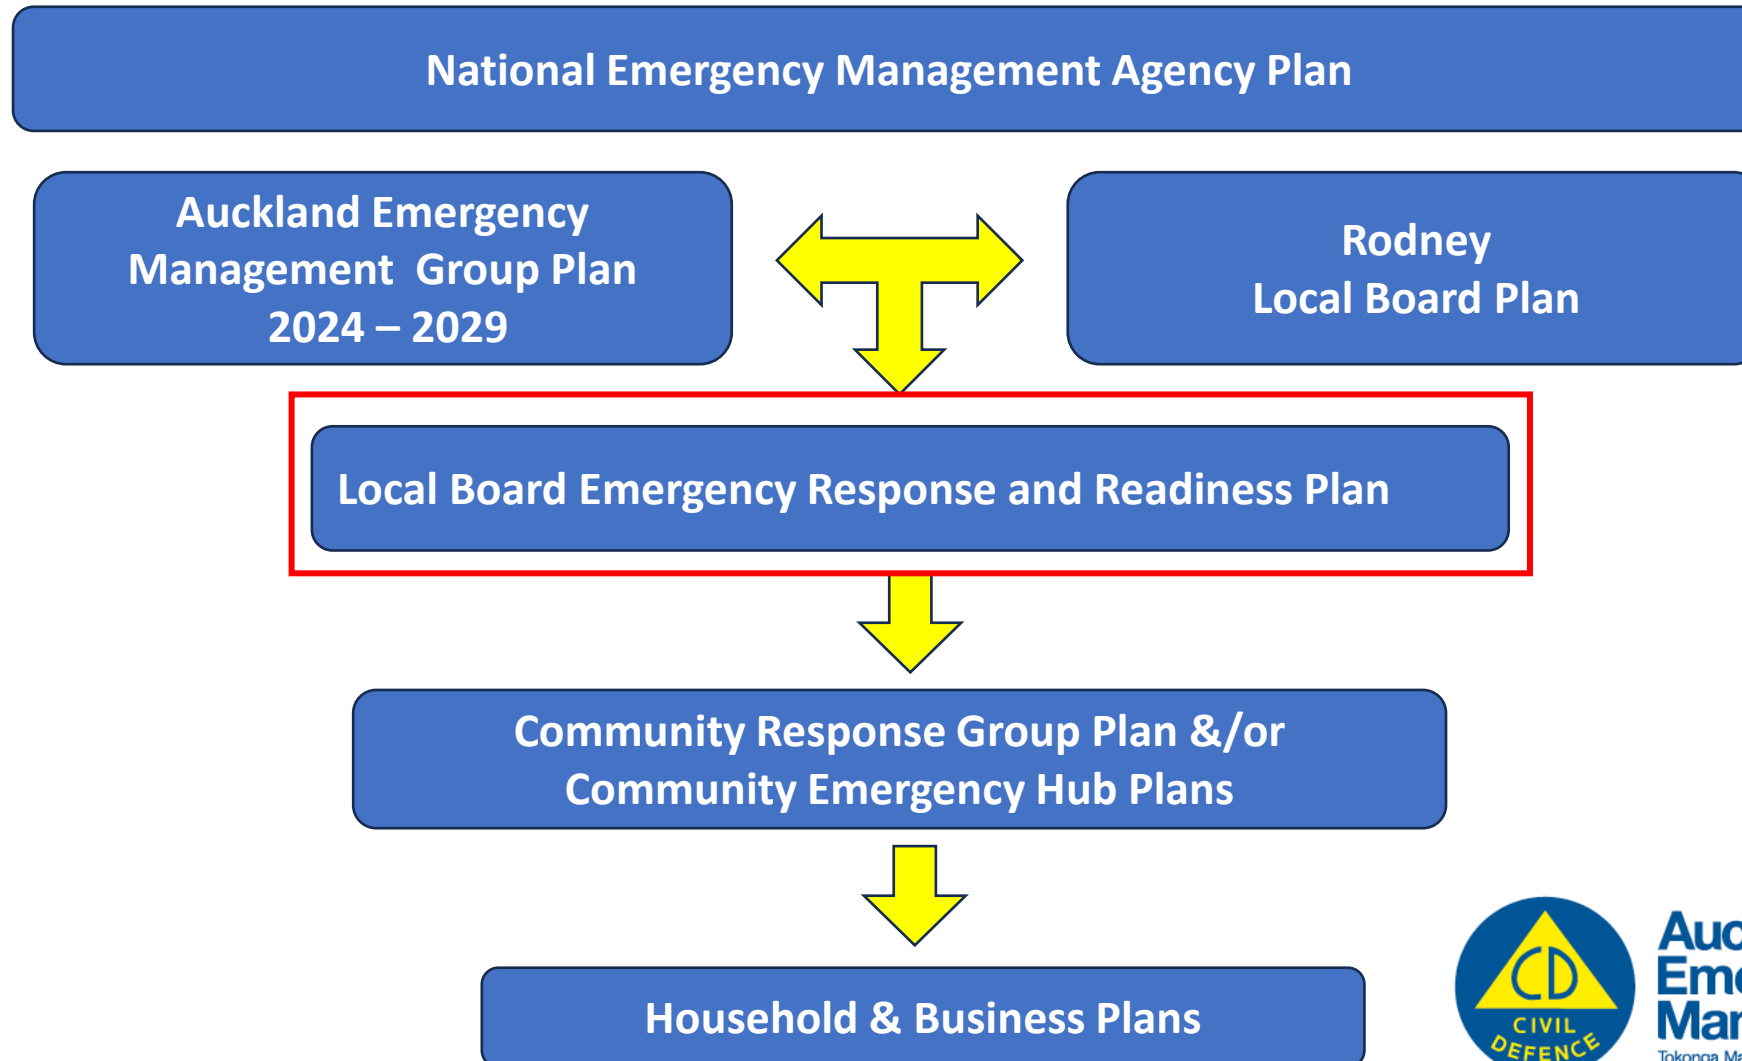 National Emergency Management Agency Plan
Auckland Emergency
Management Group Plan
2024 – 2029
Rodney
Local Board Plan
Local Board Emergency Response and Readiness Plan
Community Response Group Plan &/or
Community Emergency Hub Plans
Household & Business Plans
CD
CIVIL
DEFENCE
Tokonga